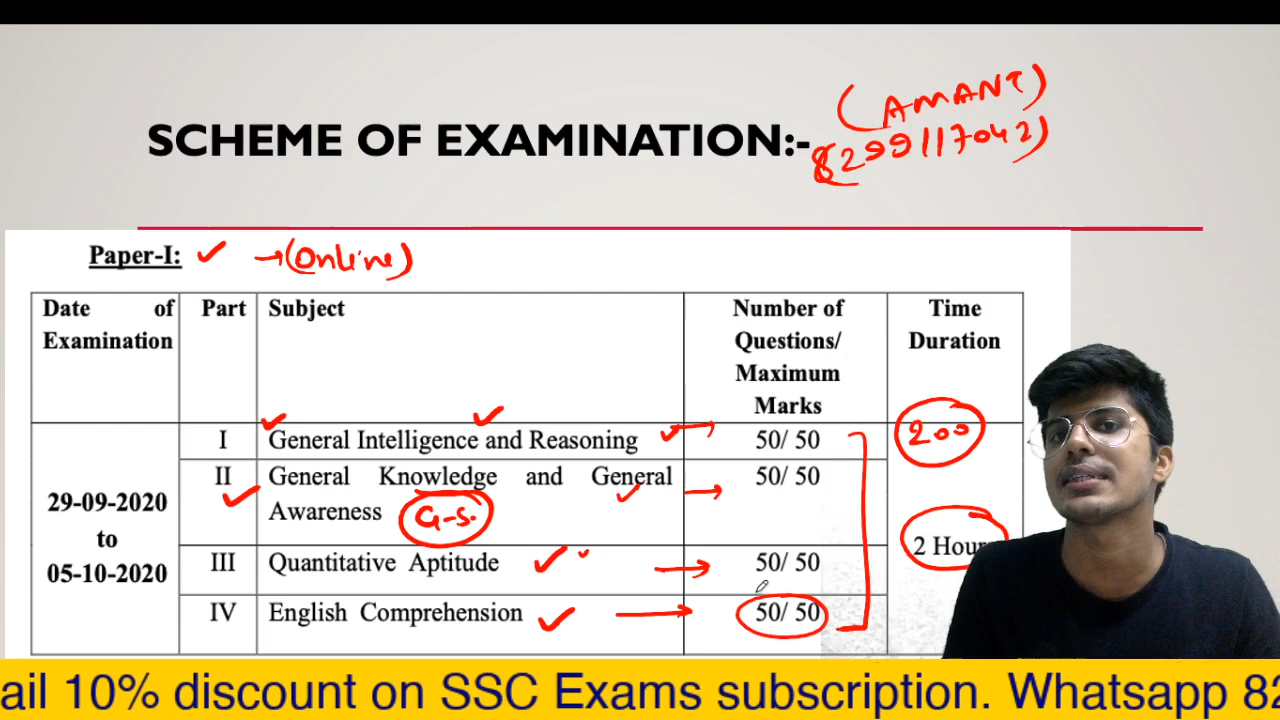 (AMANT)
SCHEME OF EXAMINATION:- 8299117042)
Paper-I: →(Online)
Date of Examination Part Subject Number of Questions/ Maximum Marks Time Duration
29-09-2020 to 05-10-2020
I General Intelligence and Reasoning 50/ 50 200
II General Knowledge and General Awareness G-S. 50/ 50
2 Hour
III Quantitative Aptitude 50/ 50
IV English Comprehension 50/ 50
ail 10% discount on SSC Exams subscription. Whatsapp 82